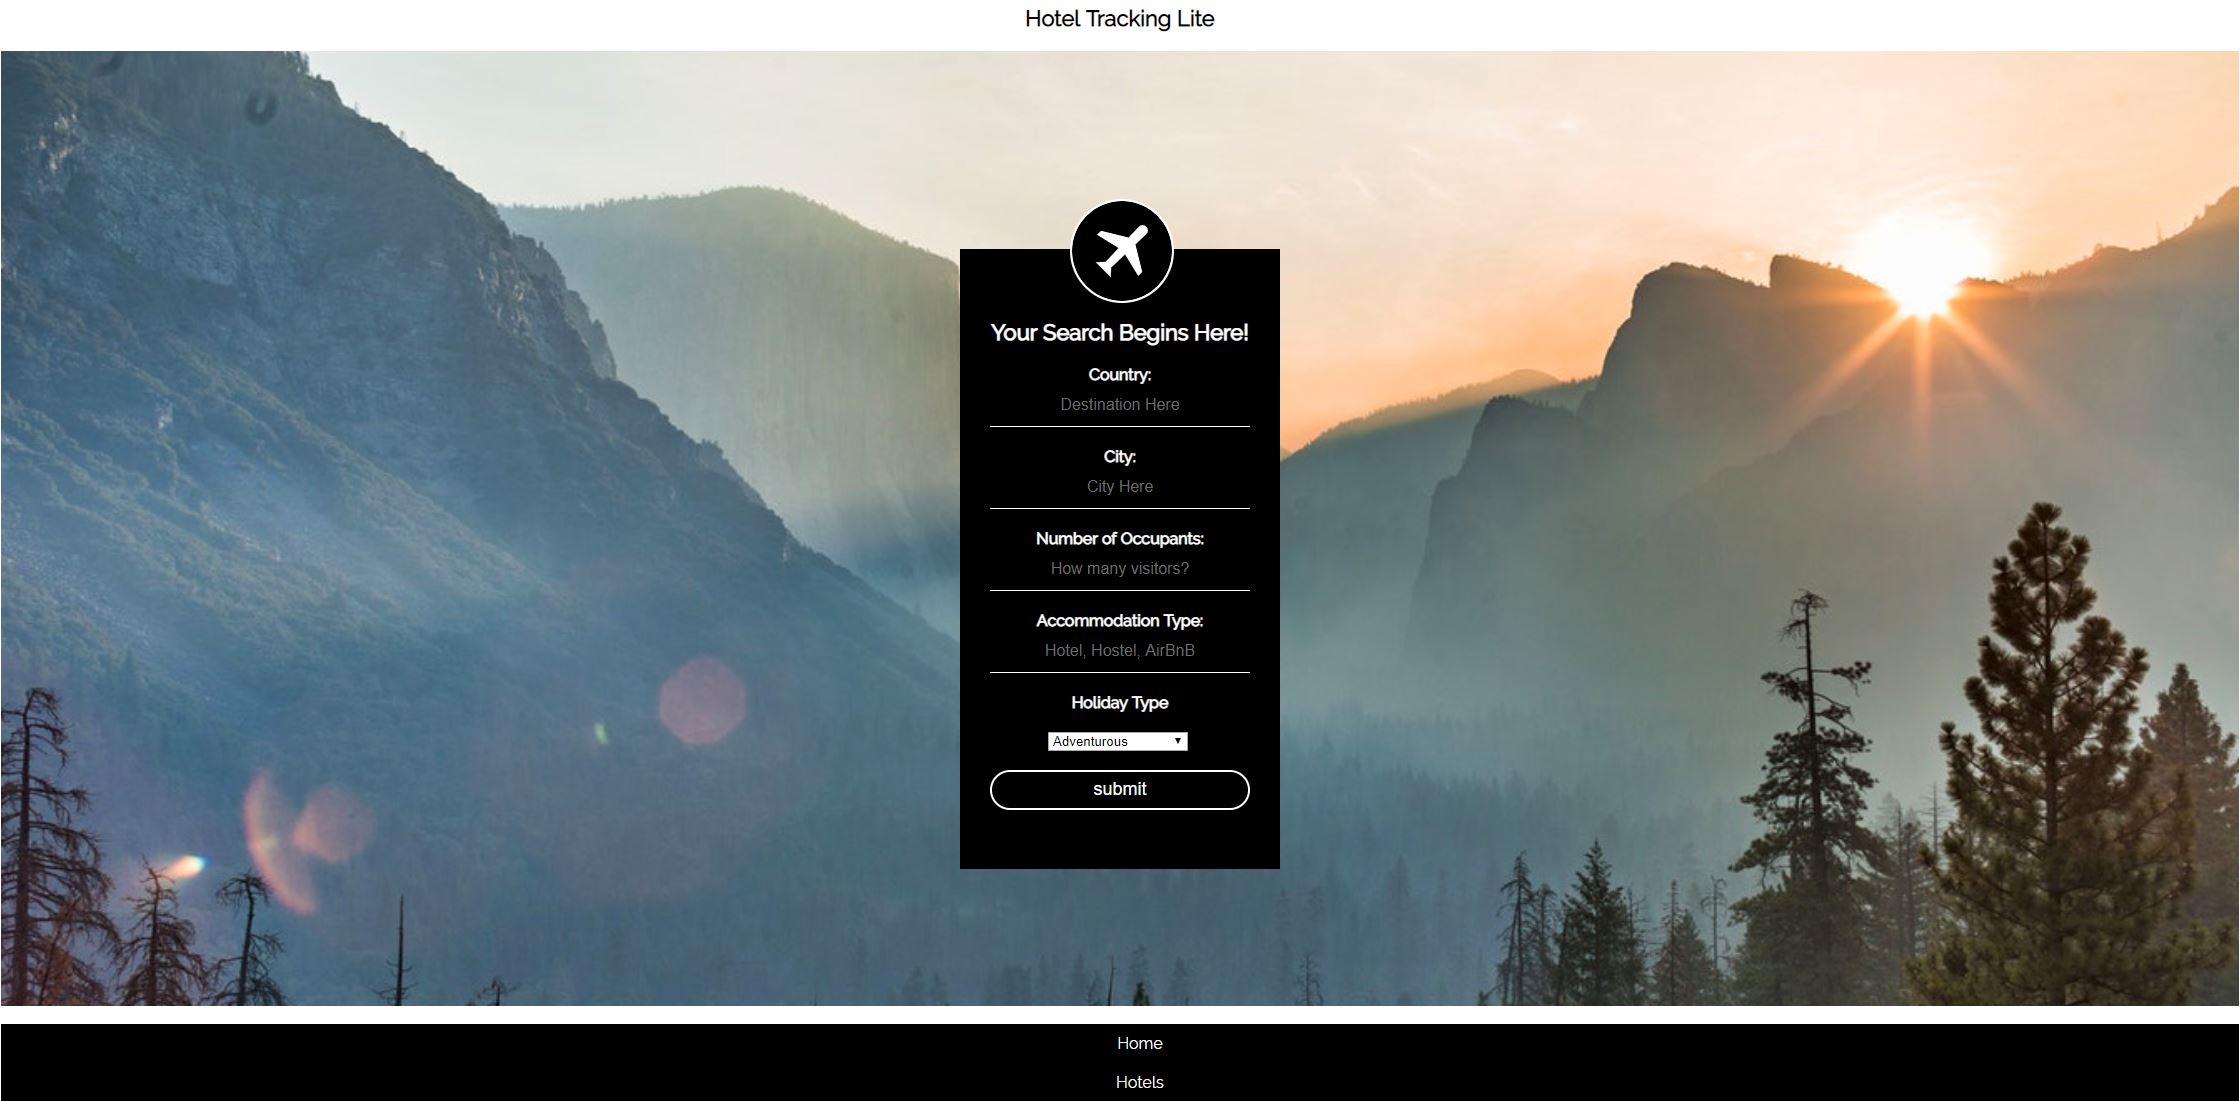 Hotel Tracking Lite
Your Search Begins Here!
Country:
Destination Here
City:
City Here
Number of Occupants:
How many visitors?
Accommodation Type:
Hotel, Hostel, AirBnB
Holiday Type
Adventurous
submit
Home
Hotels